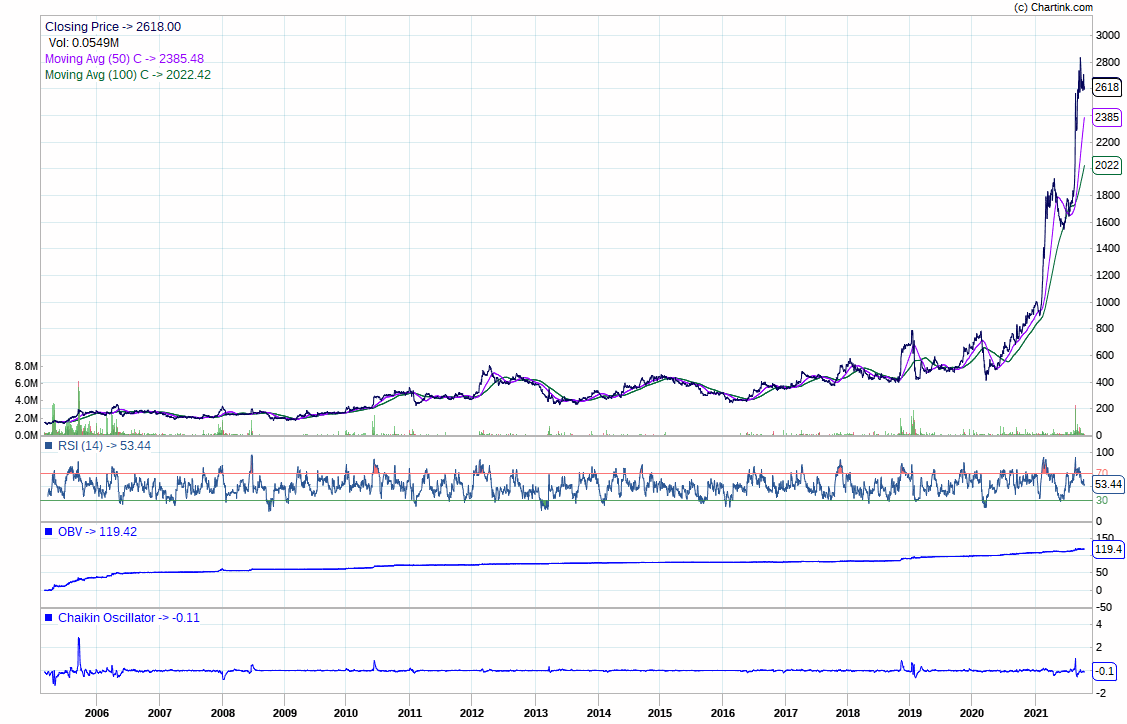 (c) Chartink.com
Closing Price -> 2618.00
Vol: 0.0549M
Moving Avg (50) C -> 2385.48
Moving Avg (100) C -> 2022.42
3000
2800
2618
2385
2200
2022
1800
1600
1400
1200
1000
800
600
400
200
0
8.0M
6.0M
4.0M
2.0M
0.0M
RSI (14) -> 53.44
100
70
53.44
30
0
OBV -> 119.42
150
119.4
50
0
-50
Chaikin Oscillator -> -0.11
4
2
-0.1
-2
2006 2007 2008 2009 2010 2011 2012 2013 2014 2015 2016 2017 2018 2019 2020 2021